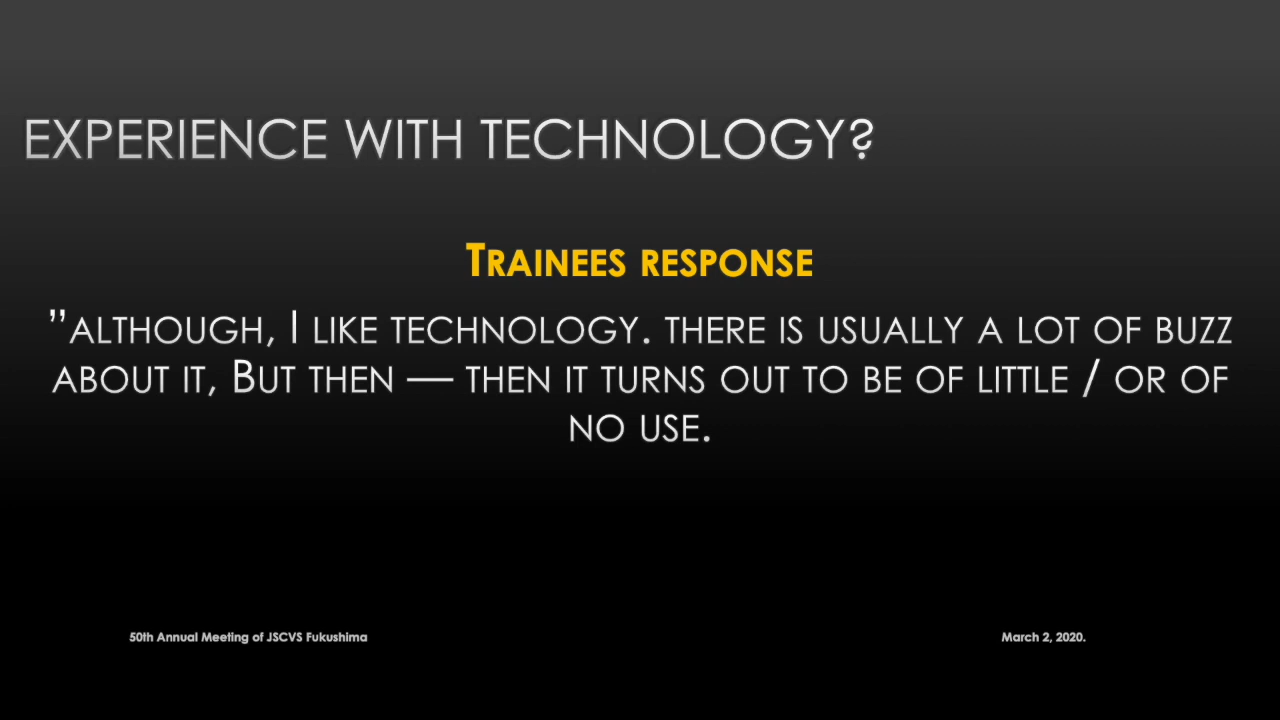 EXPERIENCE WITH TECHNOLOGY?
Trainees response
”although, I like technology. there is usually a lot of buzz
about it, But then — then it turns out to be of little / or of
no use.
50th Annual Meeting of JSCVS Fukushima
March 2, 2020.